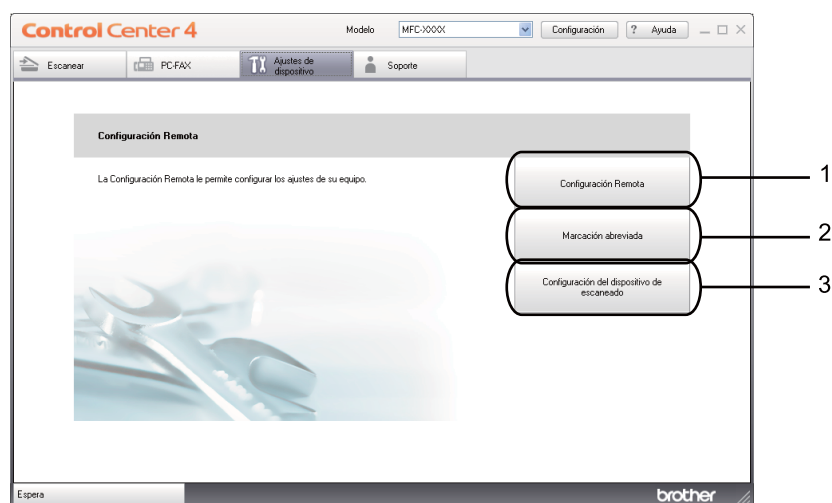 Control Center 4
Modelo
MFC-XXXX
Configuración
? Ayuda
Escanear
PC-FAX
Ajustes de
dispositivo
Soporte
Configuración Remota
La Configuración Remota le permite configurar los ajustes de su equipo.
Configuración Remota
1
Marcación abreviada
2
Configuración del dispositivo de
escaneado
3
Espera
brother